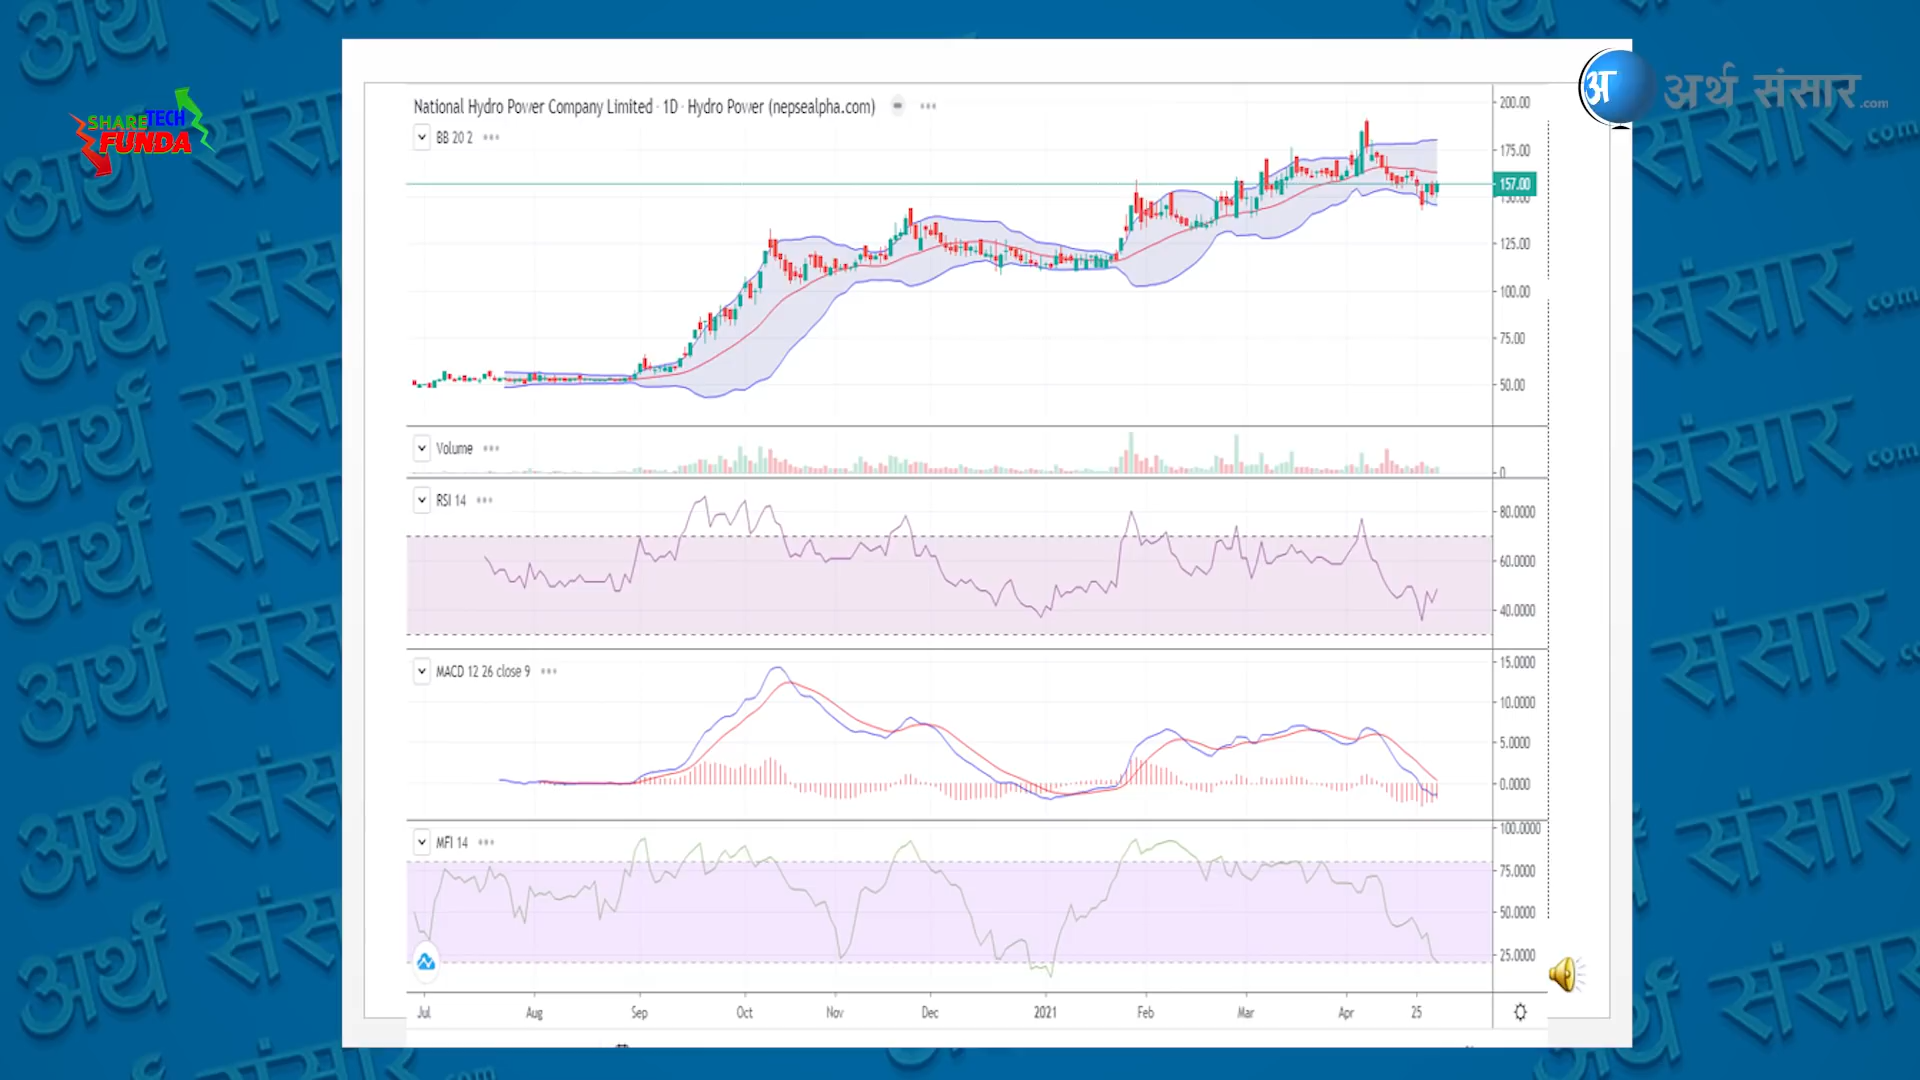 SHARETECH
FUNDA
अ अर्थ संसार.com
National Hydro Power Company Limited · 1D · Hydro Power (nepsealpha.com)
BB 20 2
200.00
175.00
157.00
150.00
125.00
100.00
75.00
50.00
Volume
0
RSI 14
80.0000
60.0000
40.0000
MACD 12 26 close 9
15.0000
10.0000
5.0000
0.0000
MFI 14
100.0000
75.0000
50.0000
25.0000
Jul Aug Sep Oct Nov Dec 2021 Feb Mar Apr 25